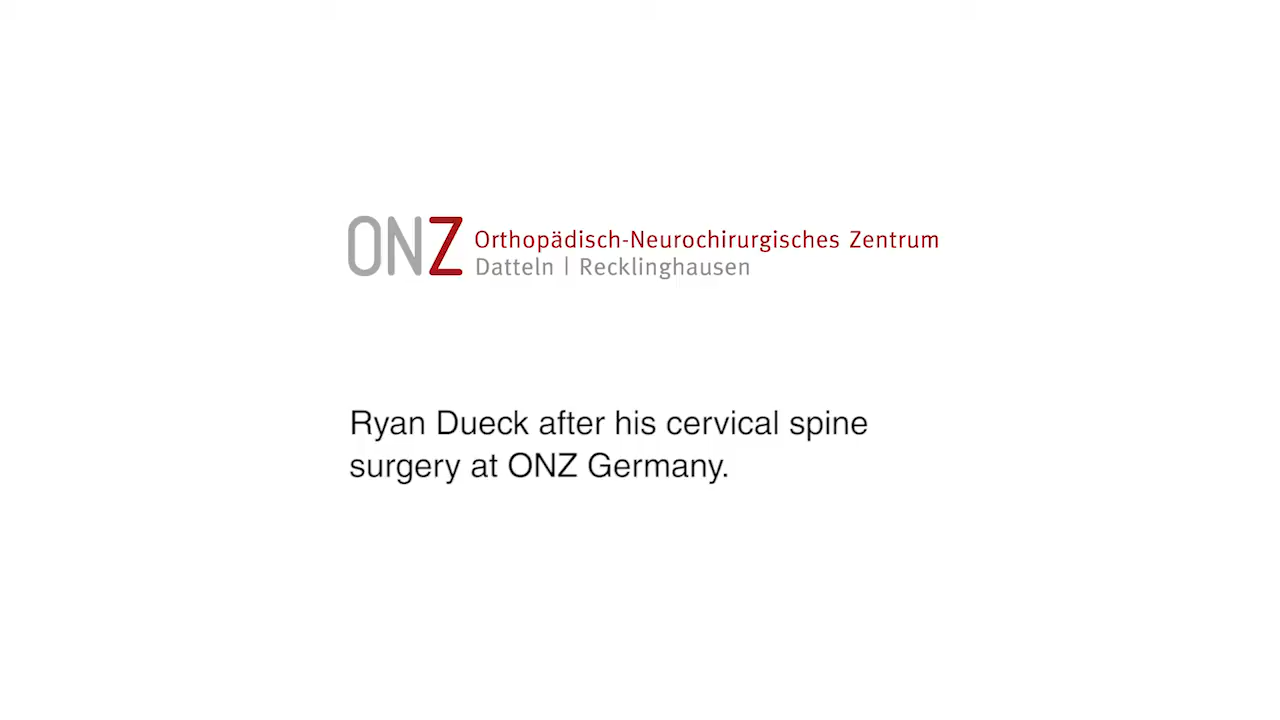 ONZ Orthopädisch-Neurochirurgisches Zentrum
Datteln | Recklinghausen
Ryan Dueck after his cervical spine
surgery at ONZ Germany.